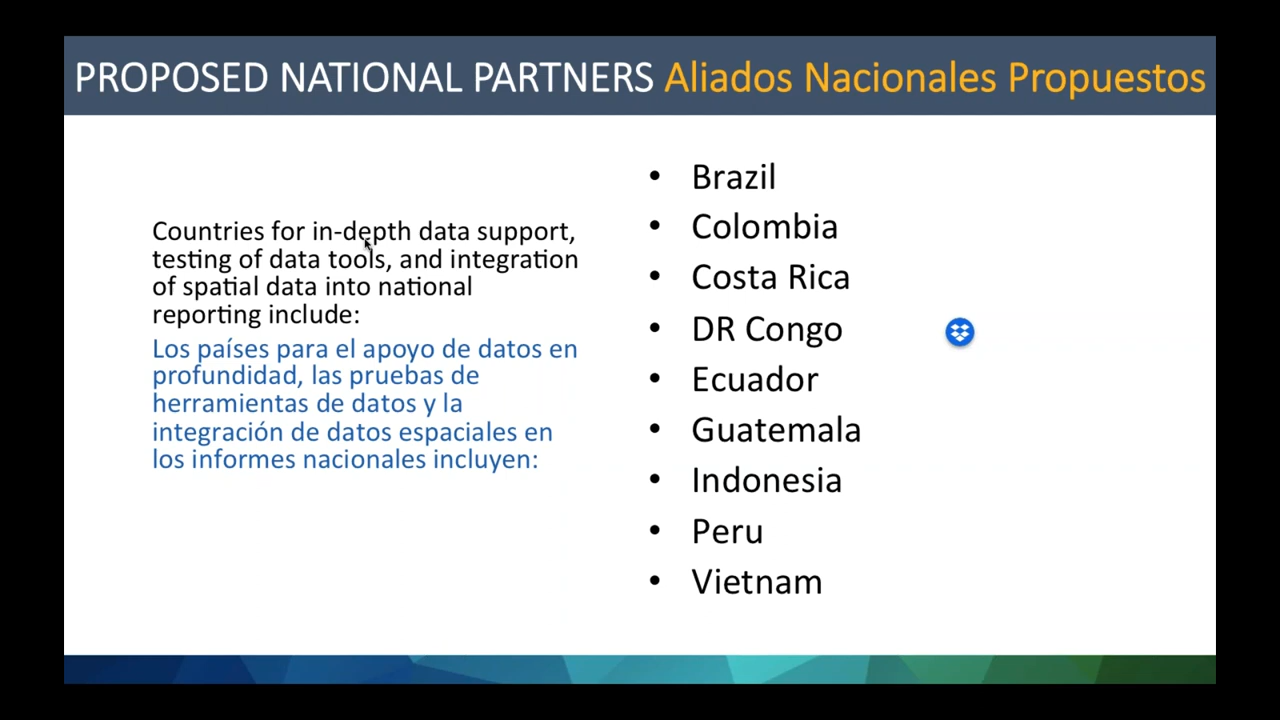 PROPOSED NATIONAL PARTNERS Aliados Nacionales Propuestos
Countries for in-depth data support,
testing of data tools, and integration
of spatial data into national
reporting include:
Los países para el apoyo de datos en
profundidad, las pruebas de
herramientas de datos y la
integración de datos espaciales en
los informes nacionales incluyen:
• Brazil
• Colombia
• Costa Rica
• DR Congo
• Ecuador
• Guatemala
• Indonesia
• Peru
• Vietnam